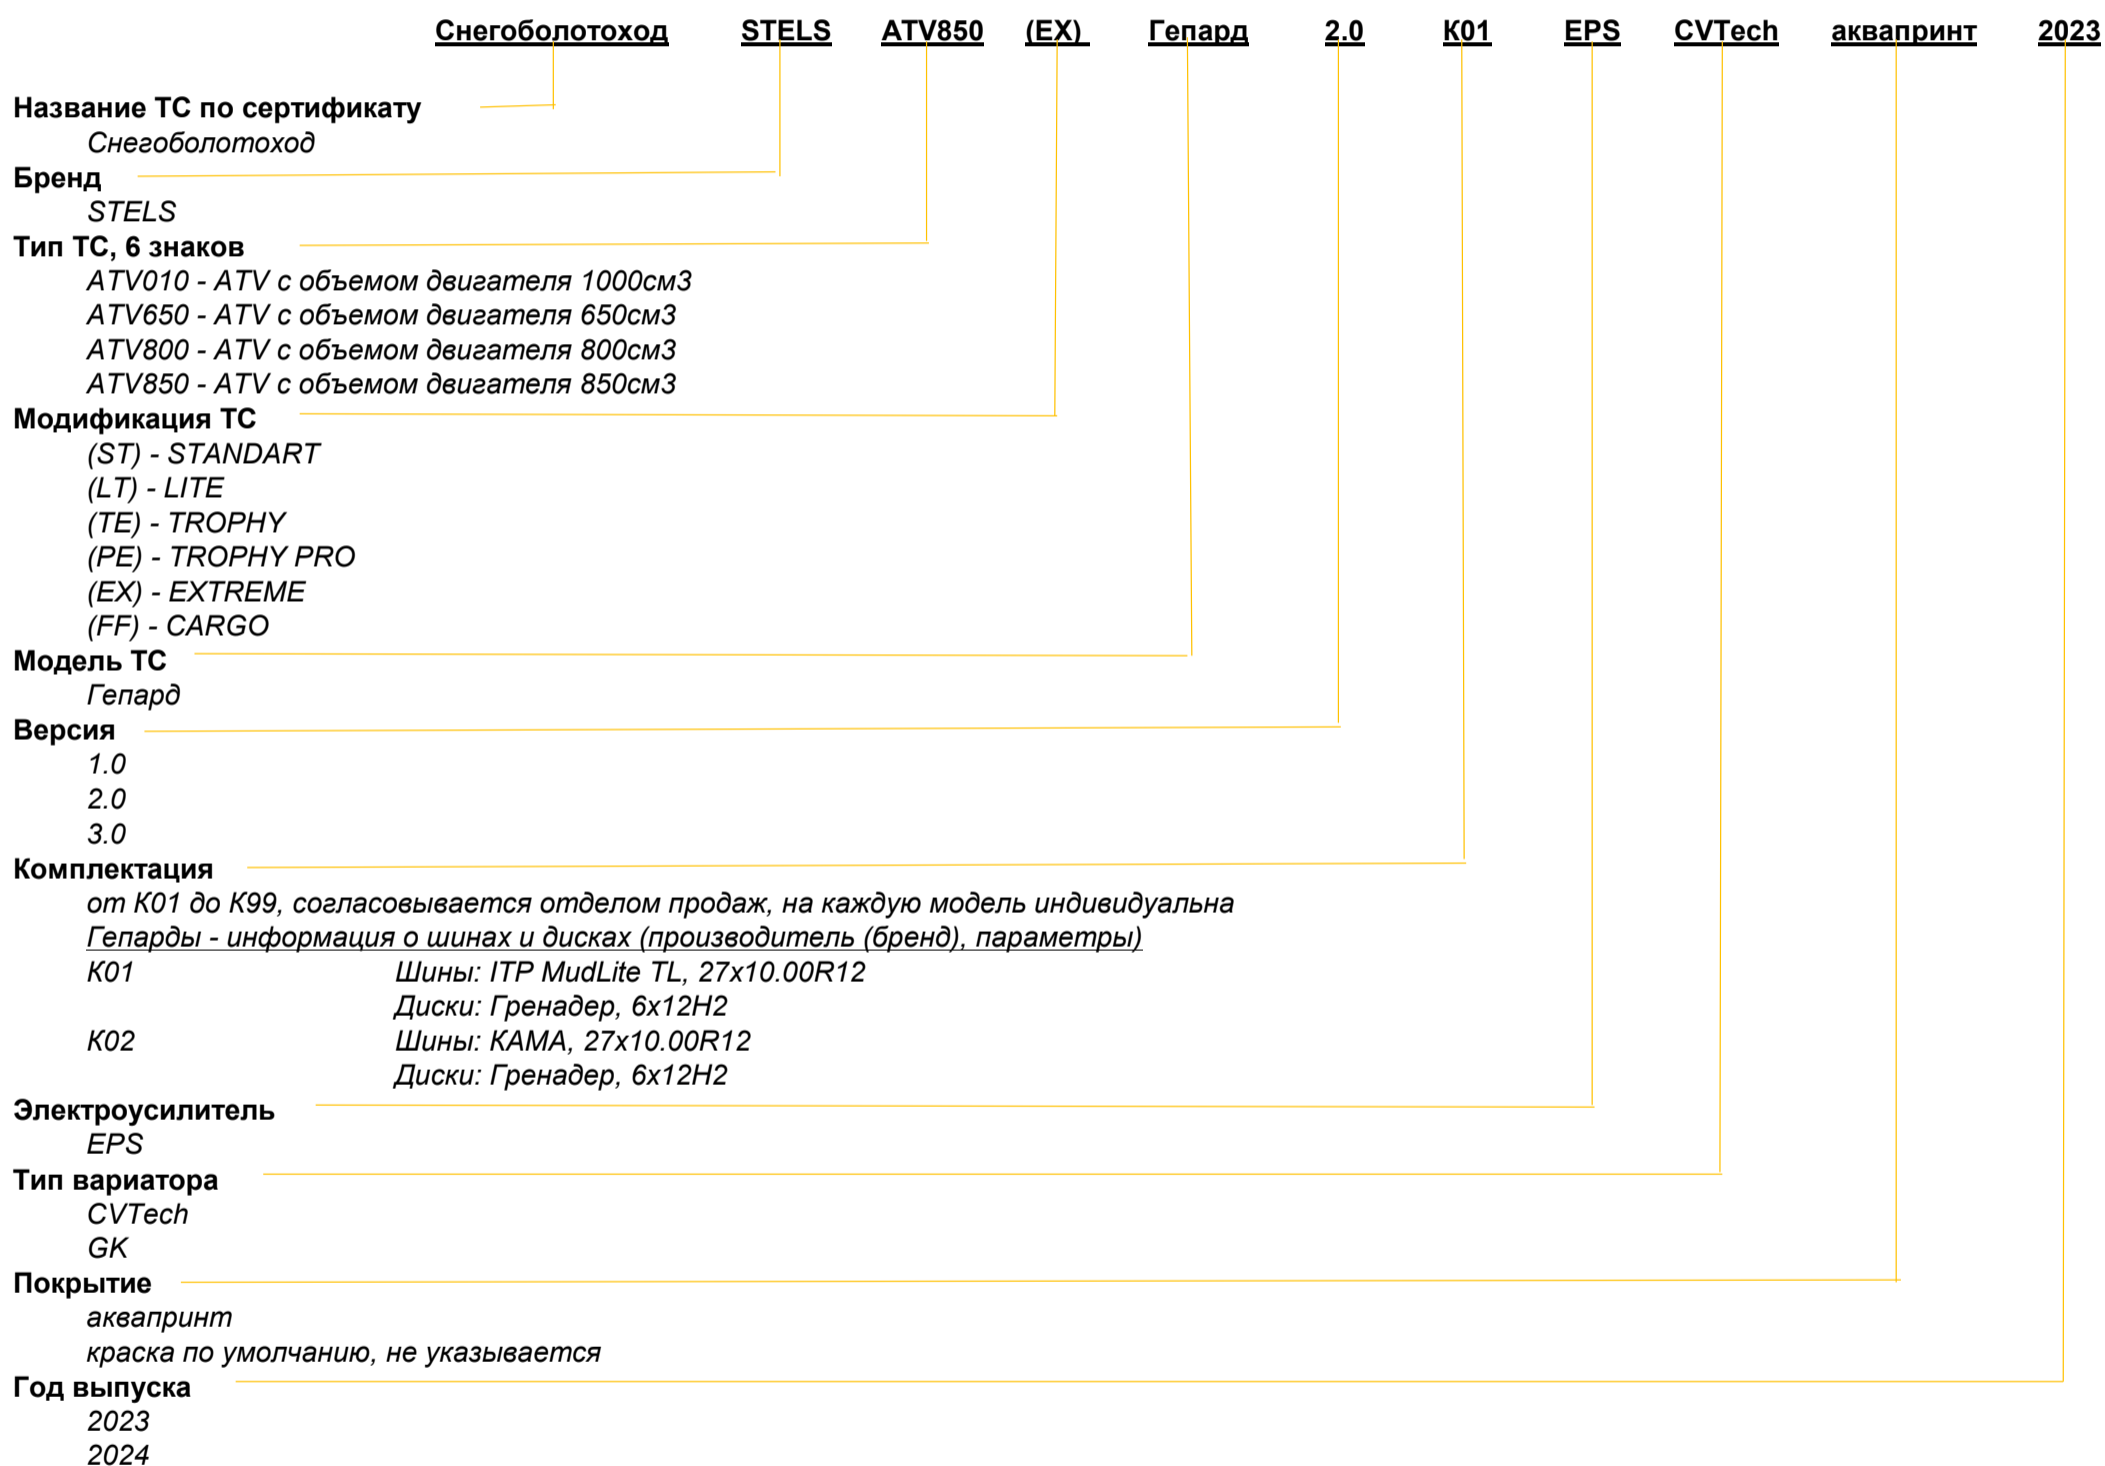 Снегоболотоход STELS ATV850 (EX) Гепард 2.0 К01 EPS CVTech аквапринт 2023
Название ТС по сертификату
Снегоболотоход
Бренд
STELS
Тип ТС, 6 знаков
ATV010 - ATV с объемом двигателя 1000см3
ATV650 - ATV с объемом двигателя 650см3
ATV800 - ATV с объемом двигателя 800см3
ATV850 - ATV с объемом двигателя 850см3
Модификация ТС
(ST) - STANDART
(LT) - LITE
(TE) - TROPHY
(PE) - TROPHY PRO
(EX) - EXTREME
(FF) - CARGO
Модель ТС
Гепард
Версия
1.0
2.0
3.0
Комплектация
от К01 до К99, согласовывается отделом продаж, на каждую модель индивидуальна
Гепарды - информация о шинах и дисках (производитель (бренд), параметры)
К01 Шины: ITP MudLite TL, 27x10.00R12
Диски: Гренадер, 6x12H2
К02 Шины: КАМА, 27x10.00R12
Диски: Гренадер, 6x12H2
Электроусилитель
EPS
Тип вариатора
CVTech
GK
Покрытие
аквапринт
краска по умолчанию, не указывается
Год выпуска
2023
2024